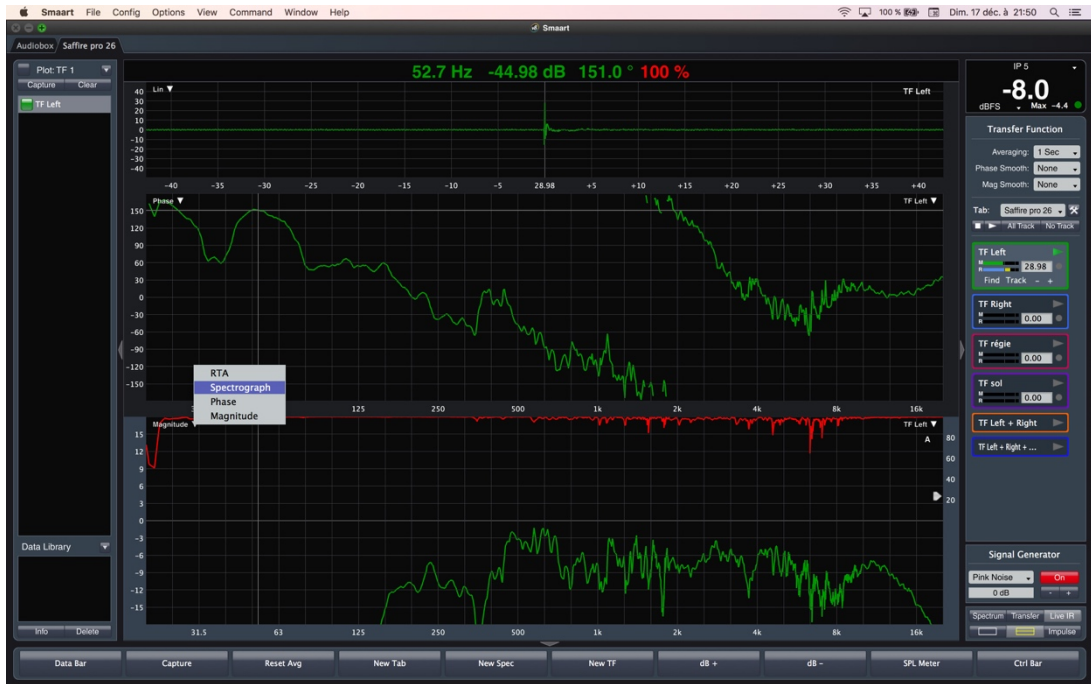 Smaart File Config Options View Command Window Help 100 % Dim. 17 déc. à 21:50
Smaart
Audiobox Saffire pro 26
Plot: TF 1
Capture Clear
TF Left
52.7 Hz -44.98 dB 151.0 ° 100 %
Lin TF Left
40
30
20
10
0
-10
-20
-30
-40
-40 -35 -30 -25 -20 -15 -10 -5 28.98 +5 +10 +15 +20 +25 +30 +35 +40
Phase TF Left
150
120
90
60
30
0
-30
-60
-90
-120
-150
RTA
Spectrograph
Phase
Magnitude
125 250 500 1k 2k 4k 8k 16k
Magnitude TF Left
A
15
12
9
6
3
0
-3
-6
-9
-12
-15
80
60
40
20
31.5 63 125 250 500 1k 2k 4k 8k 16k
Data Library
Info Delete
IP 5
-8.0
dBFS Max -4.4
Transfer Function
Averaging: 1 Sec
Phase Smooth: None
Mag Smooth: None
Tab: Saffire pro 26
All Track No Track
TF Left
M
R 28.98
Find Track - +
TF Right
M
R 0.00
TF régie
M
R 0.00
TF sol
M
R 0.00
TF Left + Right
TF Left + Right + ...
Signal Generator
Pink Noise On
0 dB - +
Spectrum Transfer Live IR
Impulse
Data Bar Capture Reset Avg New Tab New Spec New TF dB + dB - SPL Meter Ctrl Bar